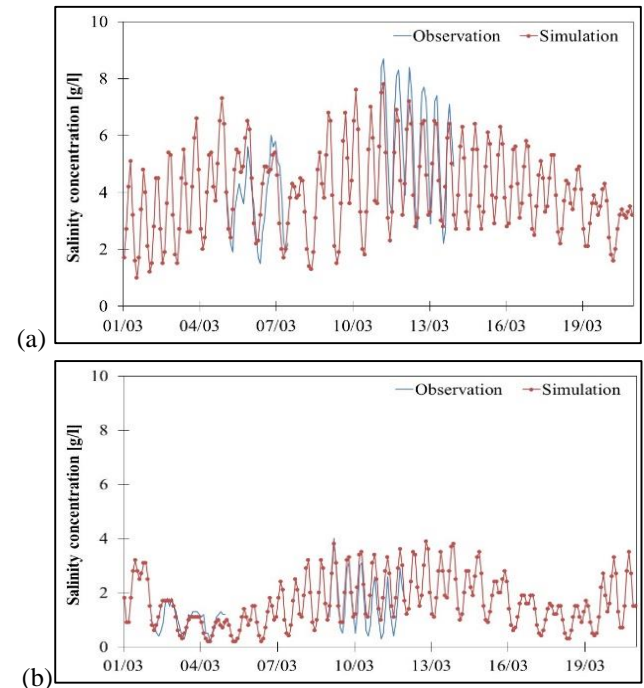 10
Observation Simulation
8
6
4
2
0
Salinity concentration [g/l]
01/03 04/03 07/03 10/03 13/03 16/03 19/03
(a)
10
Observation Simulation
8
6
4
2
0
Salinity concentration [g/l]
01/03 04/03 07/03 10/03 13/03 16/03 19/03
(b)